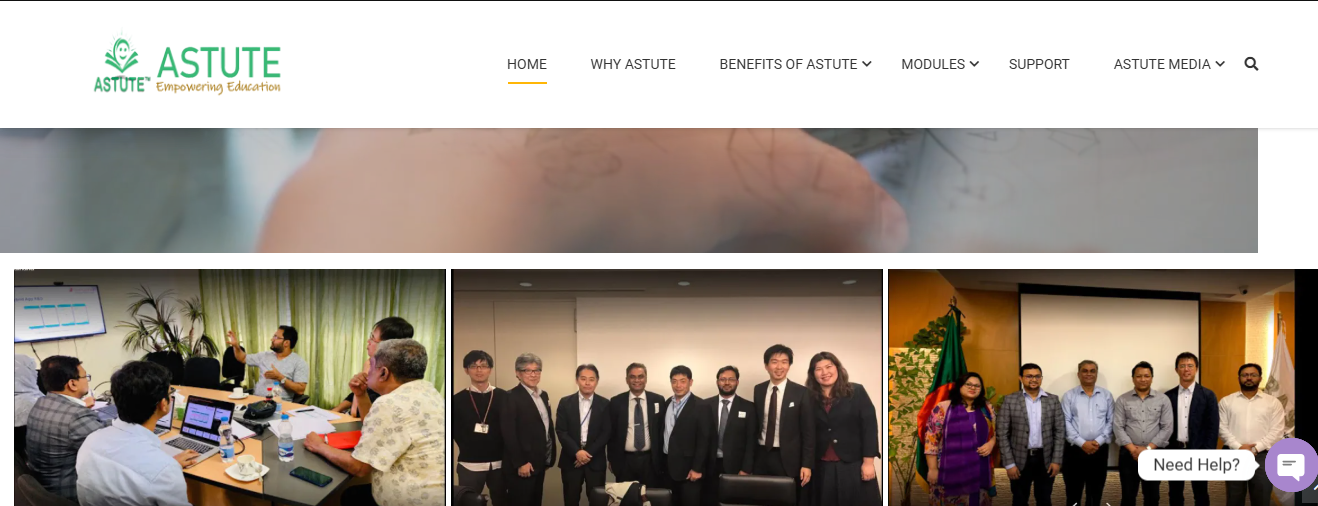 ASTUTE™
ASTUTE
Empowering Education
HOME
WHY ASTUTE
BENEFITS OF ASTUTE
MODULES
SUPPORT
ASTUTE MEDIA
Need Help?